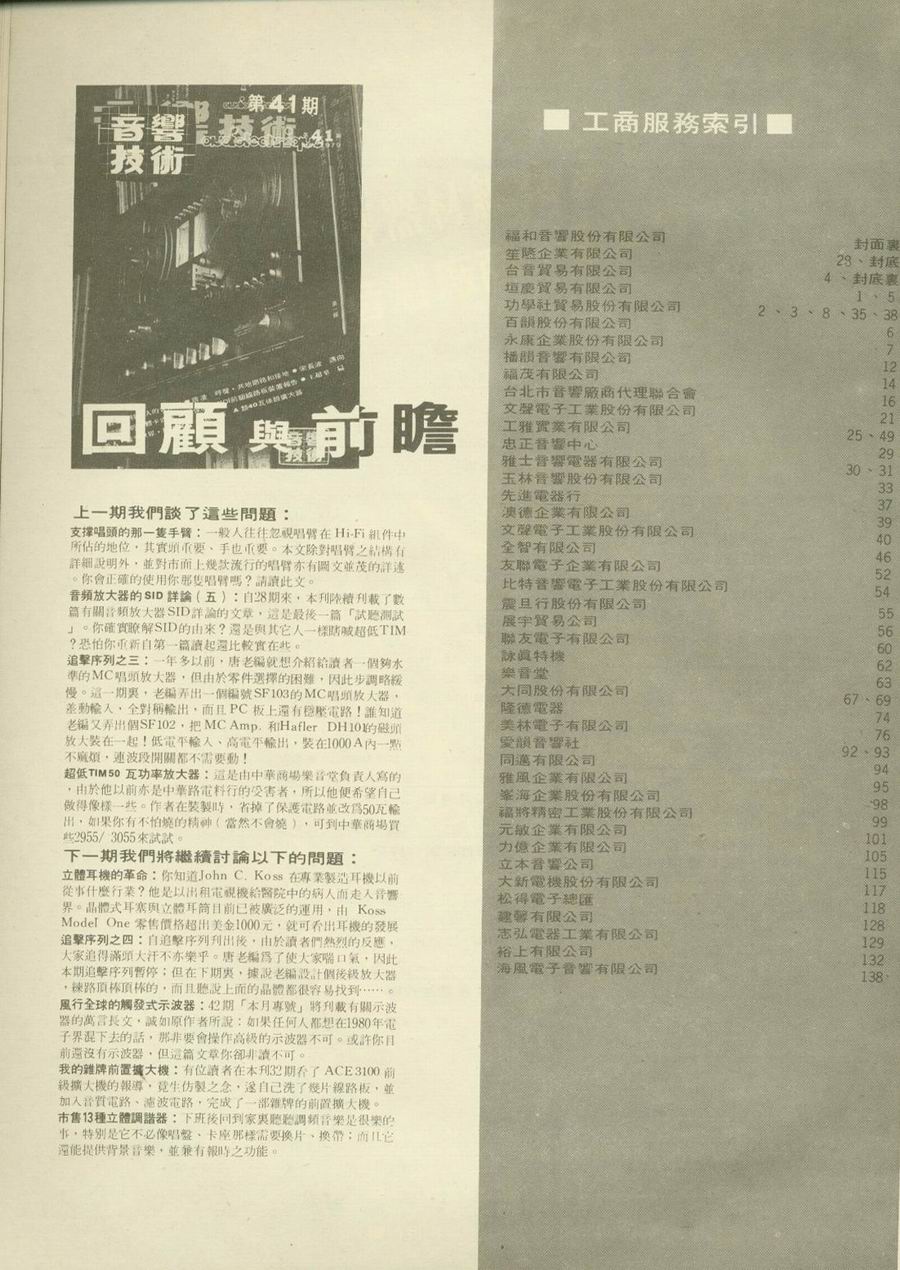 第41期
音響
技術
回顧與前瞻
上一期我們談了這些問題：
支撐唱頭的那一隻手臂：一般人往往忽視唱臂在 Hi-Fi 組件中
所佔的地位，其實頭重要、手也重要。本文除對唱臂之結構有
詳細說明外，並對市面上幾款流行的唱臂亦有圖文並茂的詳述
。你會正確的使用你那隻唱臂嗎？請讀此文。
音頻放大器的SID詳論（五）：自28期來，本刊陸續刊載了數
篇有關音頻放大器SID詳論的文章，這是最後一篇「試聽測試
」。你確實瞭解SID的由來？還是與其它人一樣瞎喊超低TIM
？恐怕你重新自第一篇讀起還比較實在些。
追擊序列之三：一年多以前，唐老編就想介紹給讀者一個夠水
準的MC唱頭放大器，但由於零件選擇的困難，因此步調略緩
慢。這一期裏，老編弄出一個編號SF103的MC唱頭放大器，
差動輸入，全對稱輸出，而且 PC 板上還有穩壓電路！誰知道
老編又弄出個SF102，把 MC Amp. 和Hafler DH101的磁頭
放大裝在一起！低電平輸入、高電平輸出，裝在1000 A內一點
不麻煩，連波段開關都不需要動！
超低TIM50 瓦功率放大器：這是由中華商場樂音堂負責人寫的
，由於他以前亦是中華路電料行的受害者，所以他便希望自己
做得像樣一些。作者在裝製時，省掉了保護電路並改爲50瓦輸
出，如果你有不怕燒的精神（當然不會燒），可到中華商場買
些2955/ 3055來試試。
下一期我們將繼續討論以下的問題：
立體耳機的革命：你知道John C. Koss 在專業製造耳機以前
從事什麼行業？他是以出租電視機給醫院中的病人而走入音響
界。晶體式耳塞與立體耳筒目前已被廣泛的運用，由 Koss
Model One 零售價格超出美金1000元，就可看出耳機的發展
追擊序列之四：自追擊序列刊出後，由於讀者們熱烈的反應，
大家追得滿頭大汗不亦樂乎。唐老編爲了使大家喘口氣，因此
本期追擊序列暫停；但在下期裏，據說老編設計個後級放大器
，線路頂棒頂棒的，而且聽說上面的晶體都很容易找到……。
風行全球的觸發式示波器：42期「本月專號」將刊載有關示波
器的萬言長文，誠如原作者所說：如果任何人都想在1980年電
子界混下去的話，那非要會操作高級的示波器不可。或許你目
前還沒有示波器，但這篇文章你卻非讀不可。
我的雜牌前置擴大機：有位讀者在本刊32期看了 ACE 3100 前
級擴大機的報導，竟生仿製之念，遂自己洗了幾片線路板，並
加入音質電路、濾波電路，完成了一部雜牌的前置擴大機。
市售13種立體調諧器：下班後回到家裏聽聽調頻音樂是很樂的
事，特別是它不必像唱盤、卡座那樣需要換片、換帶；而且它
還能提供背景音樂，並兼有報時之功能。
■ 工商服務索引 ■
福和音響股份有限公司 封面裏
笙隆企業有限公司 28、封底
台音貿易有限公司 4、封底裏
垣慶貿易有限公司 1、5
功學社貿易股份有限公司 2、3、8、35、38
百韻股份有限公司 6
永康企業股份有限公司 7
播韻音響有限公司 12
福茂有限公司 14
台北市音響廠商代理聯合會 16
文聲電子工業股份有限公司 21
工雅實業有限公司 25、49
忠正音響中心 29
雅士音響電器有限公司 30、31
玉林音響股份有限公司 33
先進電器行 37
澳德企業有限公司 39
文聲電子工業股份有限公司 40
全智有限公司 46
友聯電子企業有限公司 52
比特音響電子工業股份有限公司 54
震旦行股份有限公司 55
展宇貿易公司 56
聯友電子有限公司 60
詠眞特機 62
樂音堂 63
大同股份有限公司 67、69
隆德電器 74
美林電子有限公司 76
愛韻音響社 92、93
同邁有限公司 94
雅風企業有限公司 95
峯海企業股份有限公司 98
福將精密工業股份有限公司 99
元敏企業有限公司 101
力億企業有限公司 105
立本音響公司 115
大新電機股份有限公司 117
松得電子總匯 118
建馨有限公司 128
志弘電器工業有限公司 129
裕上有限公司 132
海風電子音響有限公司 138